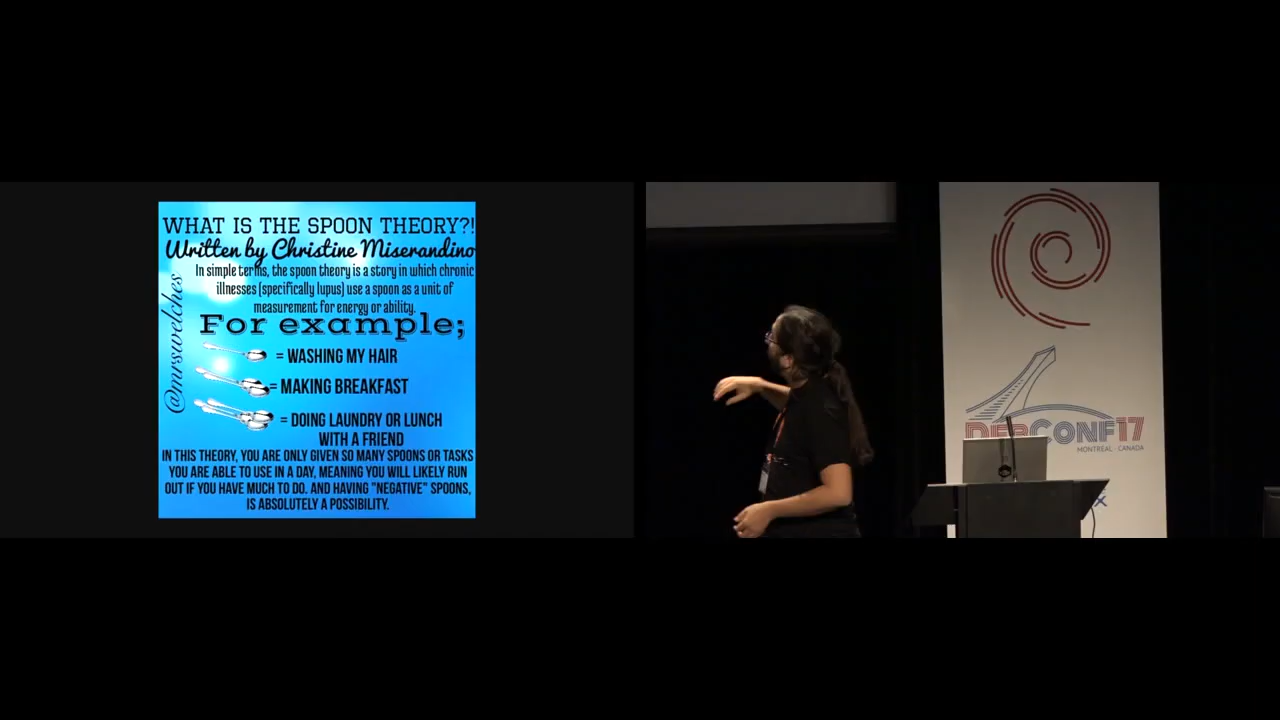 WHAT IS THE SPOON THEORY?!
Written by Christine Miserandino
In simple terms, the spoon theory is a story in which chronic
illnesses (specifically lupus) use a spoon as a unit of
measurement for energy or ability.
For example;
= WASHING MY HAIR
= MAKING BREAKFAST
= DOING LAUNDRY OR LUNCH
WITH A FRIEND
IN THIS THEORY, YOU ARE ONLY GIVEN SO MANY SPOONS OR TASKS
YOU ARE ABLE TO USE IN A DAY, MEANING YOU WILL LIKELY RUN
OUT IF YOU HAVE MUCH TO DO. AND HAVING "NEGATIVE" SPOONS,
IS ABSOLUTELY A POSSIBILITY.
@mrswelches
DEBCONF17
MONTREAL - CANADA